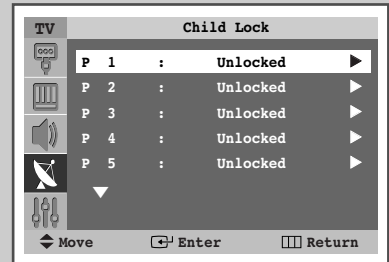 TV Child Lock
P 1 : Unlocked
P 2 : Unlocked
P 3 : Unlocked
P 4 : Unlocked
P 5 : Unlocked
Move Enter Return